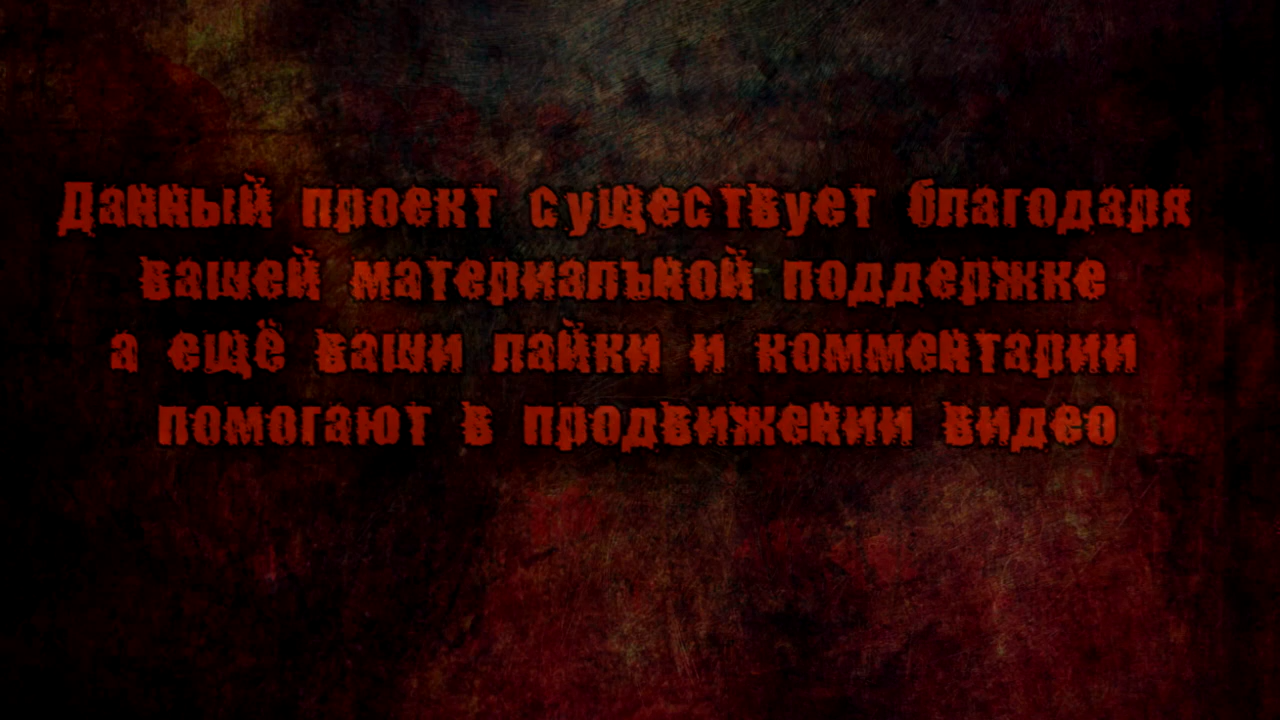 Данный проект существует благодаря
вашей материальной поддержке
а ещё ваши лайки и комментарии
помогают в продвижении видео